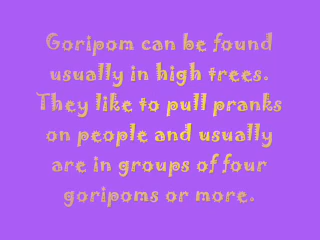 Goripom can be found
usually in high trees.
They like to pull pranks
on people and usually
are in groups of four
goripoms or more.